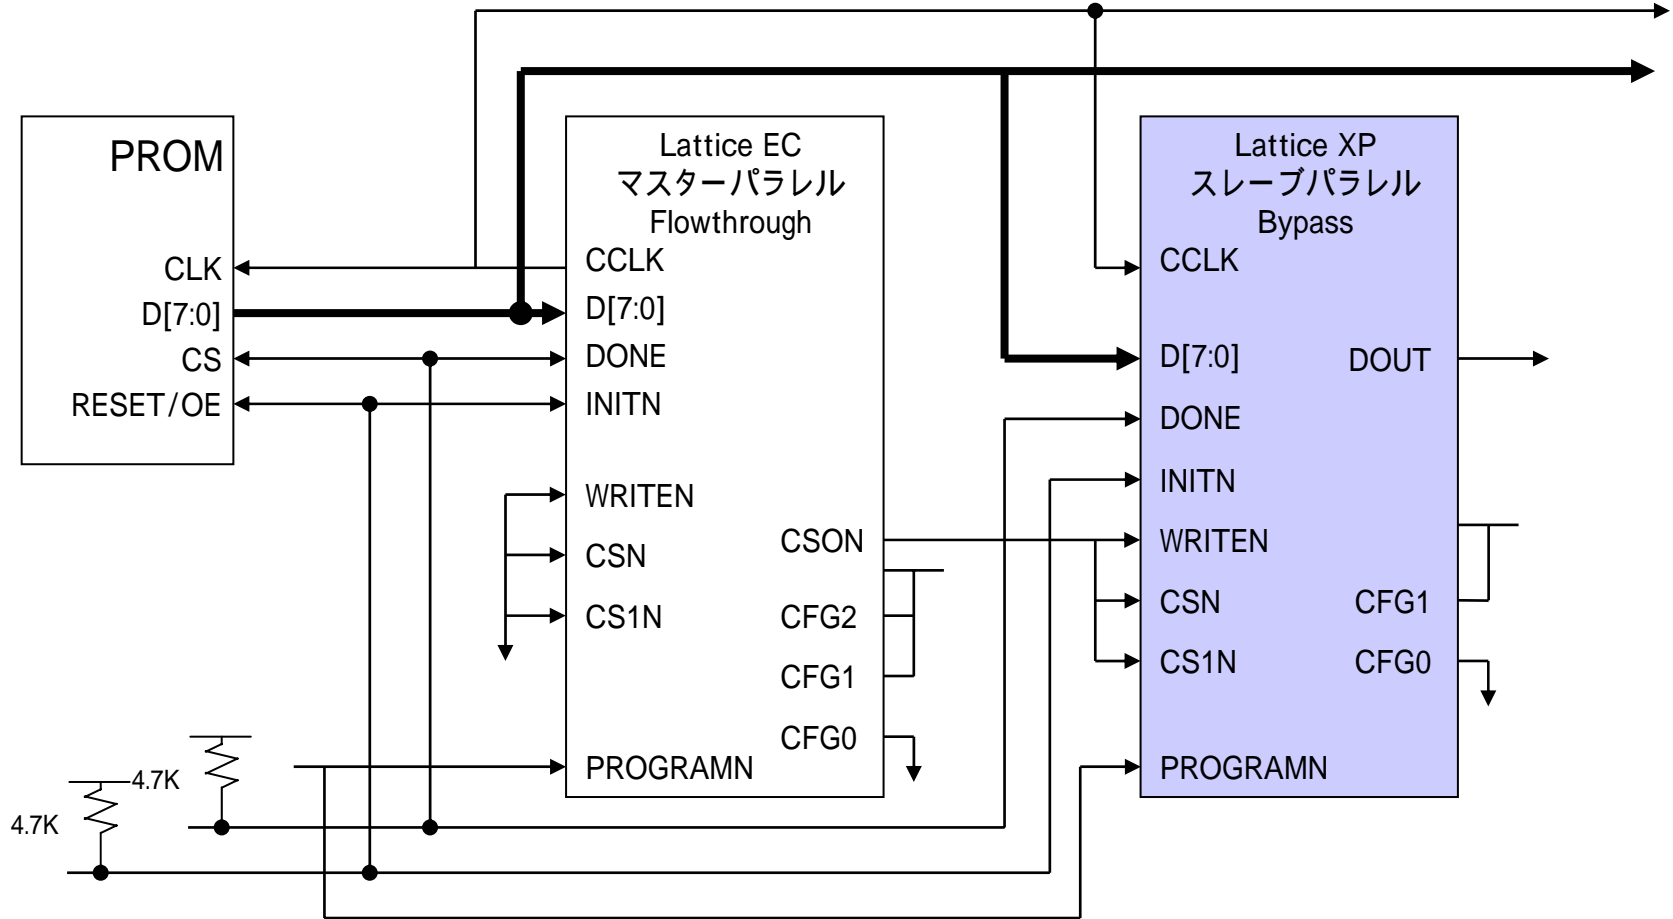 PROM
CLK
D[7:0]
CS
RESET/OE
Lattice EC
マスターパラレル
Flowthrough
CCLK
D[7:0]
DONE
INITN
WRITEN
CSN
CS1N
CSON
CFG2
CFG1
CFG0
PROGRAMN
Lattice XP
スレーブパラレル
Bypass
CCLK
D[7:0]
DOUT
DONE
INITN
WRITEN
CSN
CS1N
CFG1
CFG0
PROGRAMN
4.7K
4.7K